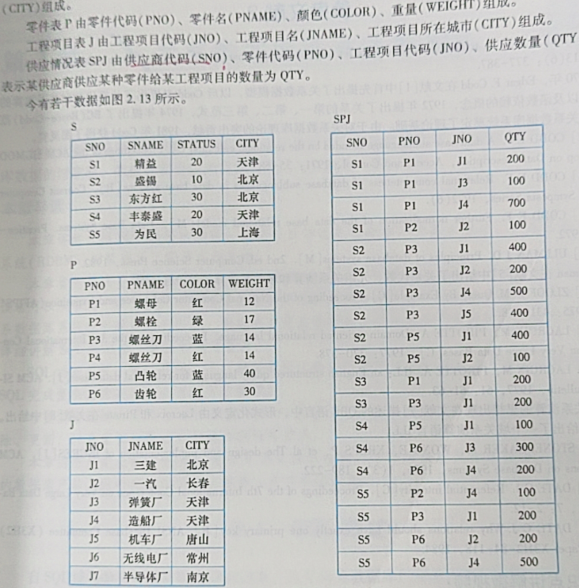 (CITY)组成。
零件表P由零件代码(PNO)、零件名(PNAME)、颜色(COLOR)、重量(WEIGHT)组成。
工程项目表J由工程项目代码(JNO)、工程项目名(JNAME)、工程项目所在城市(CITY)组成。
供应情况表SPJ由供应商代码(SNO)、零件代码(PNO)、工程项目代码(JNO)、供应数量(QTY
表示某供应商供应某种零件给某工程项目的数量为QTY。
今有若干数据如图2.13所示。
S
SNO SNAME STATUS CITY
S1 精益 20 天津
S2 盛锡 10 北京
S3 东方红 30 北京
S4 丰泰盛 20 天津
S5 为民 30 上海
P
PNO PNAME COLOR WEIGHT
P1 螺母 红 12
P2 螺栓 绿 17
P3 螺丝刀 蓝 14
P4 螺丝刀 红 14
P5 凸轮 蓝 40
P6 齿轮 红 30
J
JNO JNAME CITY
J1 三建 北京
J2 一汽 长春
J3 弹簧厂 天津
J4 造船厂 天津
J5 机车厂 唐山
J6 无线电厂 常州
J7 半导体厂 南京
SPJ
SNO PNO JNO QTY
S1 P1 J1 200
S1 P1 J3 100
S1 P1 J4 700
S1 P2 J2 100
S2 P3 J1 400
S2 P3 J2 200
S2 P3 J4 500
S2 P3 J5 400
S2 P5 J1 400
S2 P5 J2 100
S3 P1 J1 200
S3 P3 J1 200
S4 P5 J1 100
S4 P6 J3 300
S4 P6 J4 200
S5 P2 J4 100
S5 P3 J1 200
S5 P6 J2 200
S5 P6 J4 500